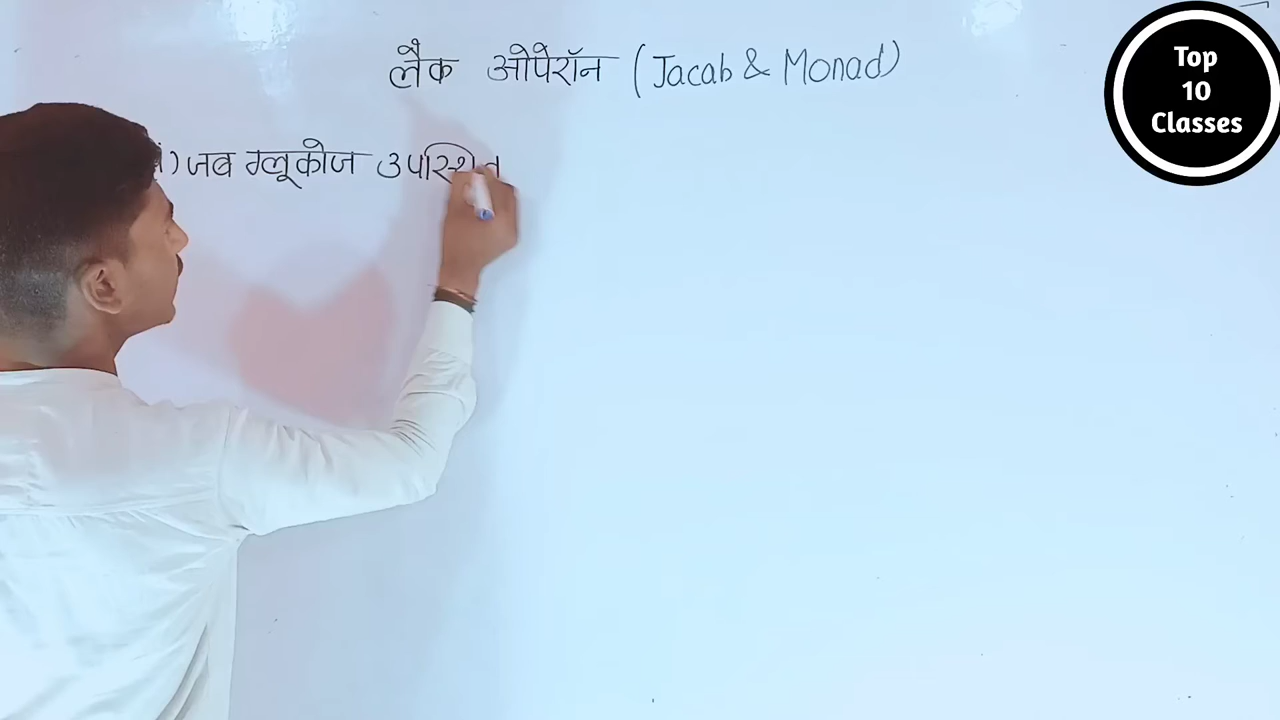 लैक ओपेरॉन (Jacab & Monad)
जब ग्लूकोज उपस्थित
Top
10
Classes